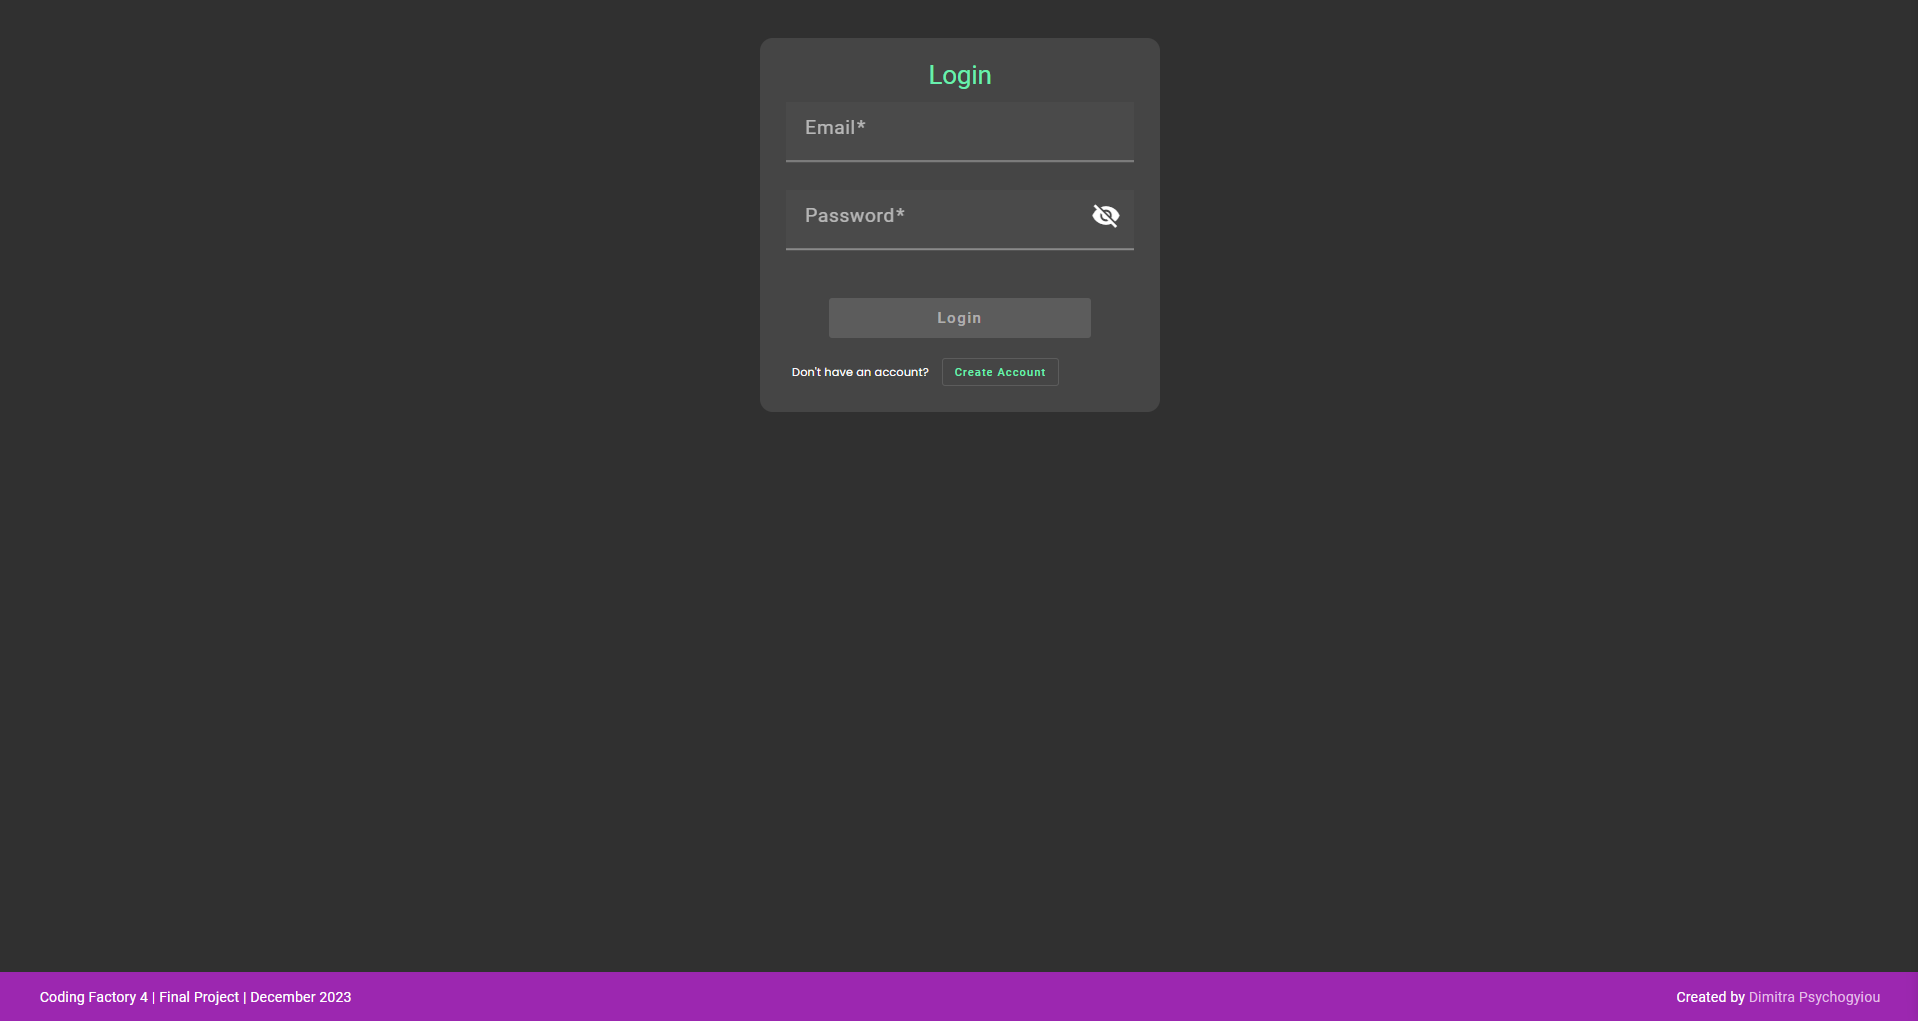 Login
Email*
Password*
Login
Don't have an account? Create Account
Coding Factory 4 | Final Project | December 2023
Created by Dimitra Psychogyiou